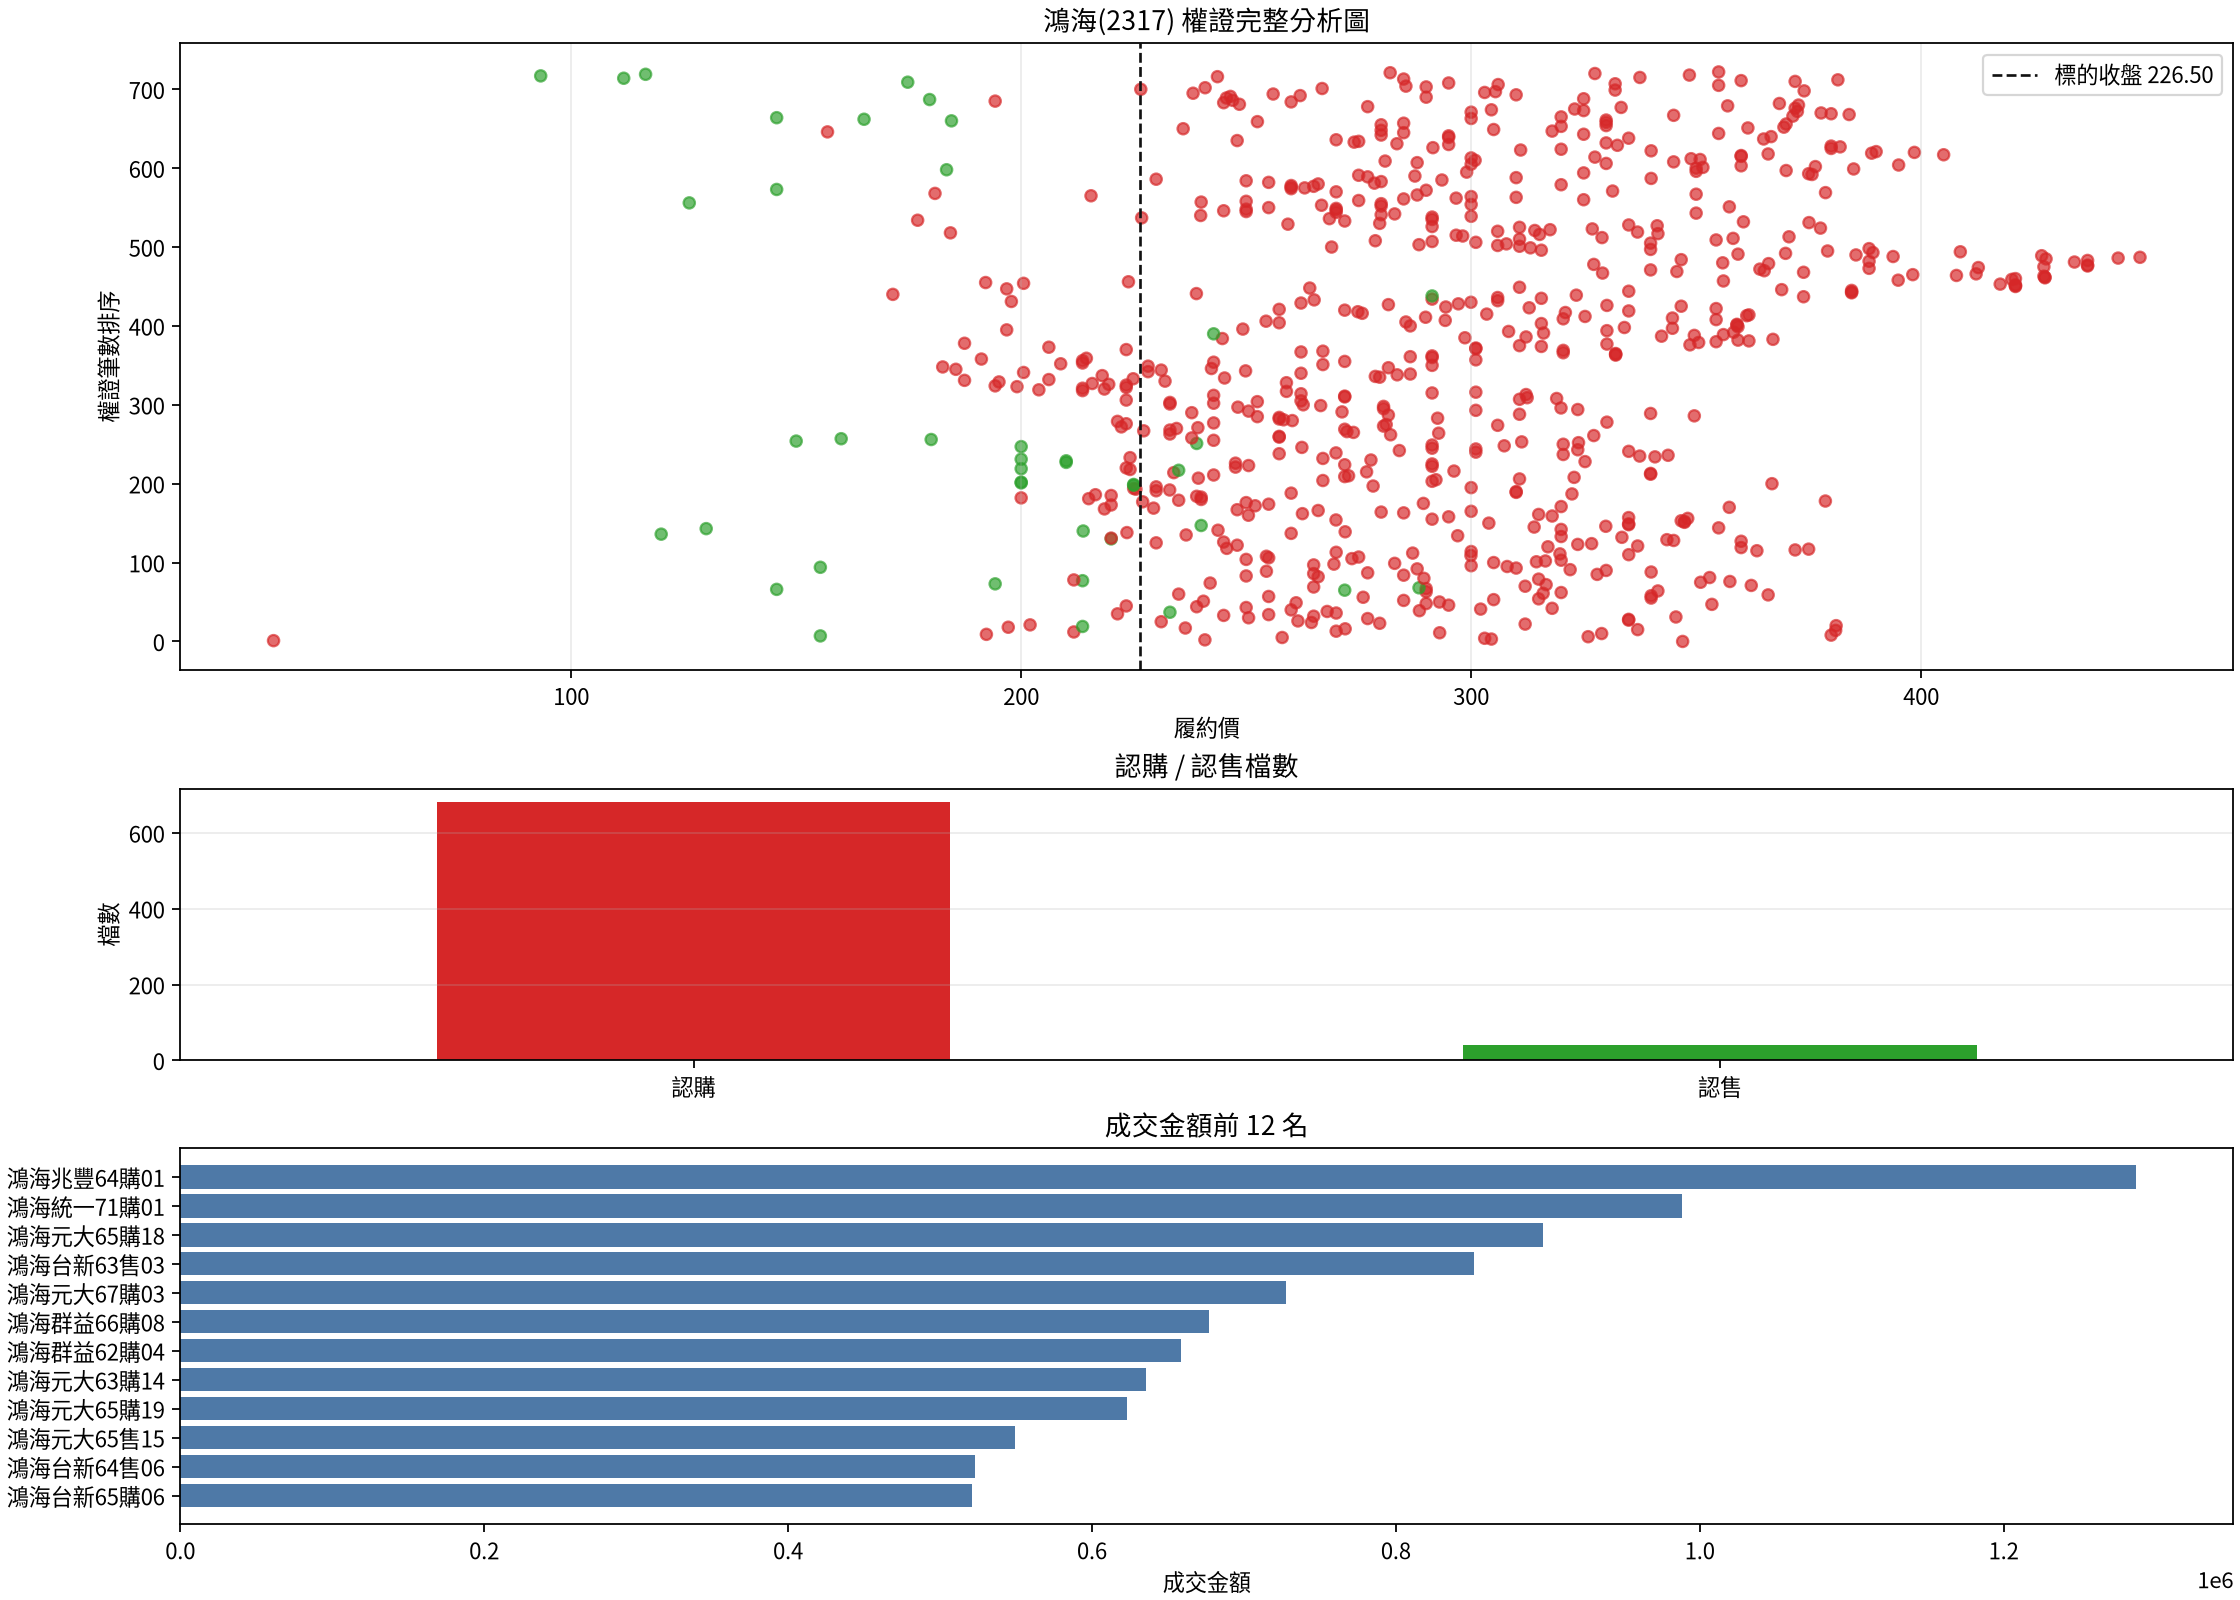 鴻海(2317) 權證完整分析圖
標的收盤 226.50
權證筆數排序
700
600
500
400
300
200
100
0
100
200
300
400
履約價
認購 / 認售檔數
檔數
600
400
200
0
認購
認售
成交金額前 12 名
鴻海兆豐64購01
鴻海統一71購01
鴻海元大65購18
鴻海台新63售03
鴻海元大67購03
鴻海群益66購08
鴻海群益62購04
鴻海元大63購14
鴻海元大65購19
鴻海元大65售15
鴻海台新64售06
鴻海台新65購06
0.0
0.2
0.4
0.6
0.8
1.0
1.2
成交金額
1e6